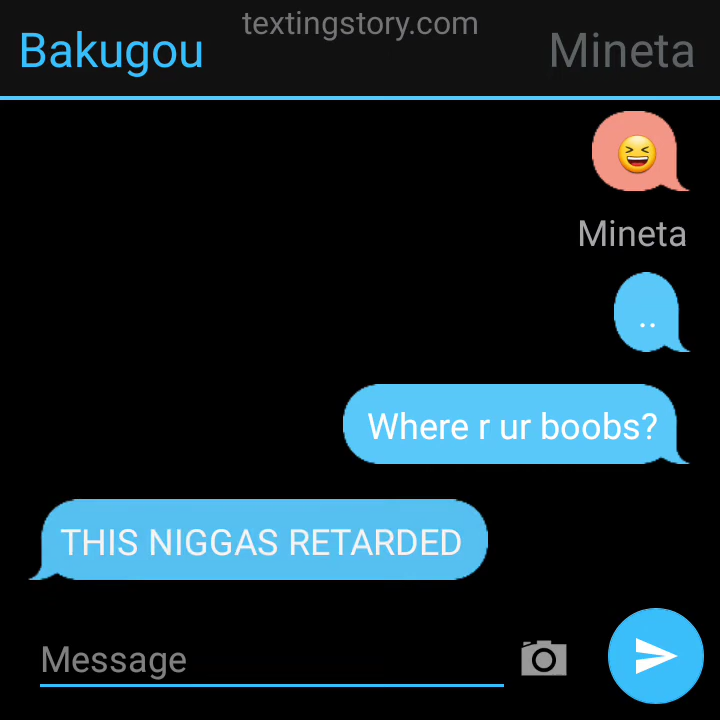 textingstory.com
Bakugou
Mineta
😆
Mineta
..
Where r ur boobs?
THIS NIGGAS RETARDED
Message